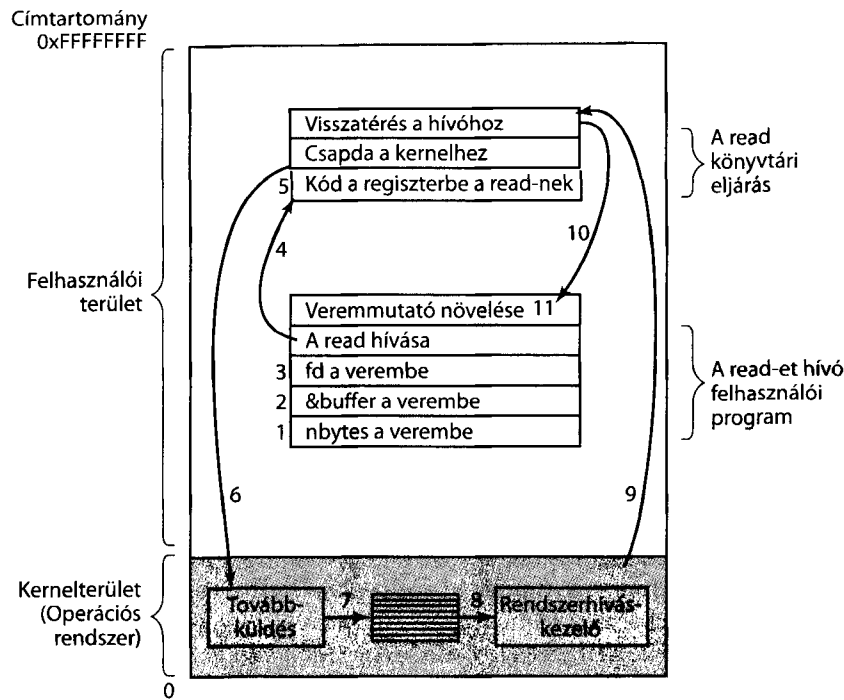 Címtartomány
0xFFFFFFFF
Visszatérés a hívóhoz
Csapda a kernelhez
5 Kód a regiszterbe a read-nek
A read
könyvtári
eljárás
4
10
Felhasználói
terület
Veremmutató növelése 11
A read hívása
3 fd a verembe
2 &buffer a verembe
1 nbytes a verembe
A read-et hívó
felhasználói
program
6
9
Kernelterület
(Operációs
rendszer)
Tovább-
küldés
7
8
Rendszerhívás-
kezelő
0